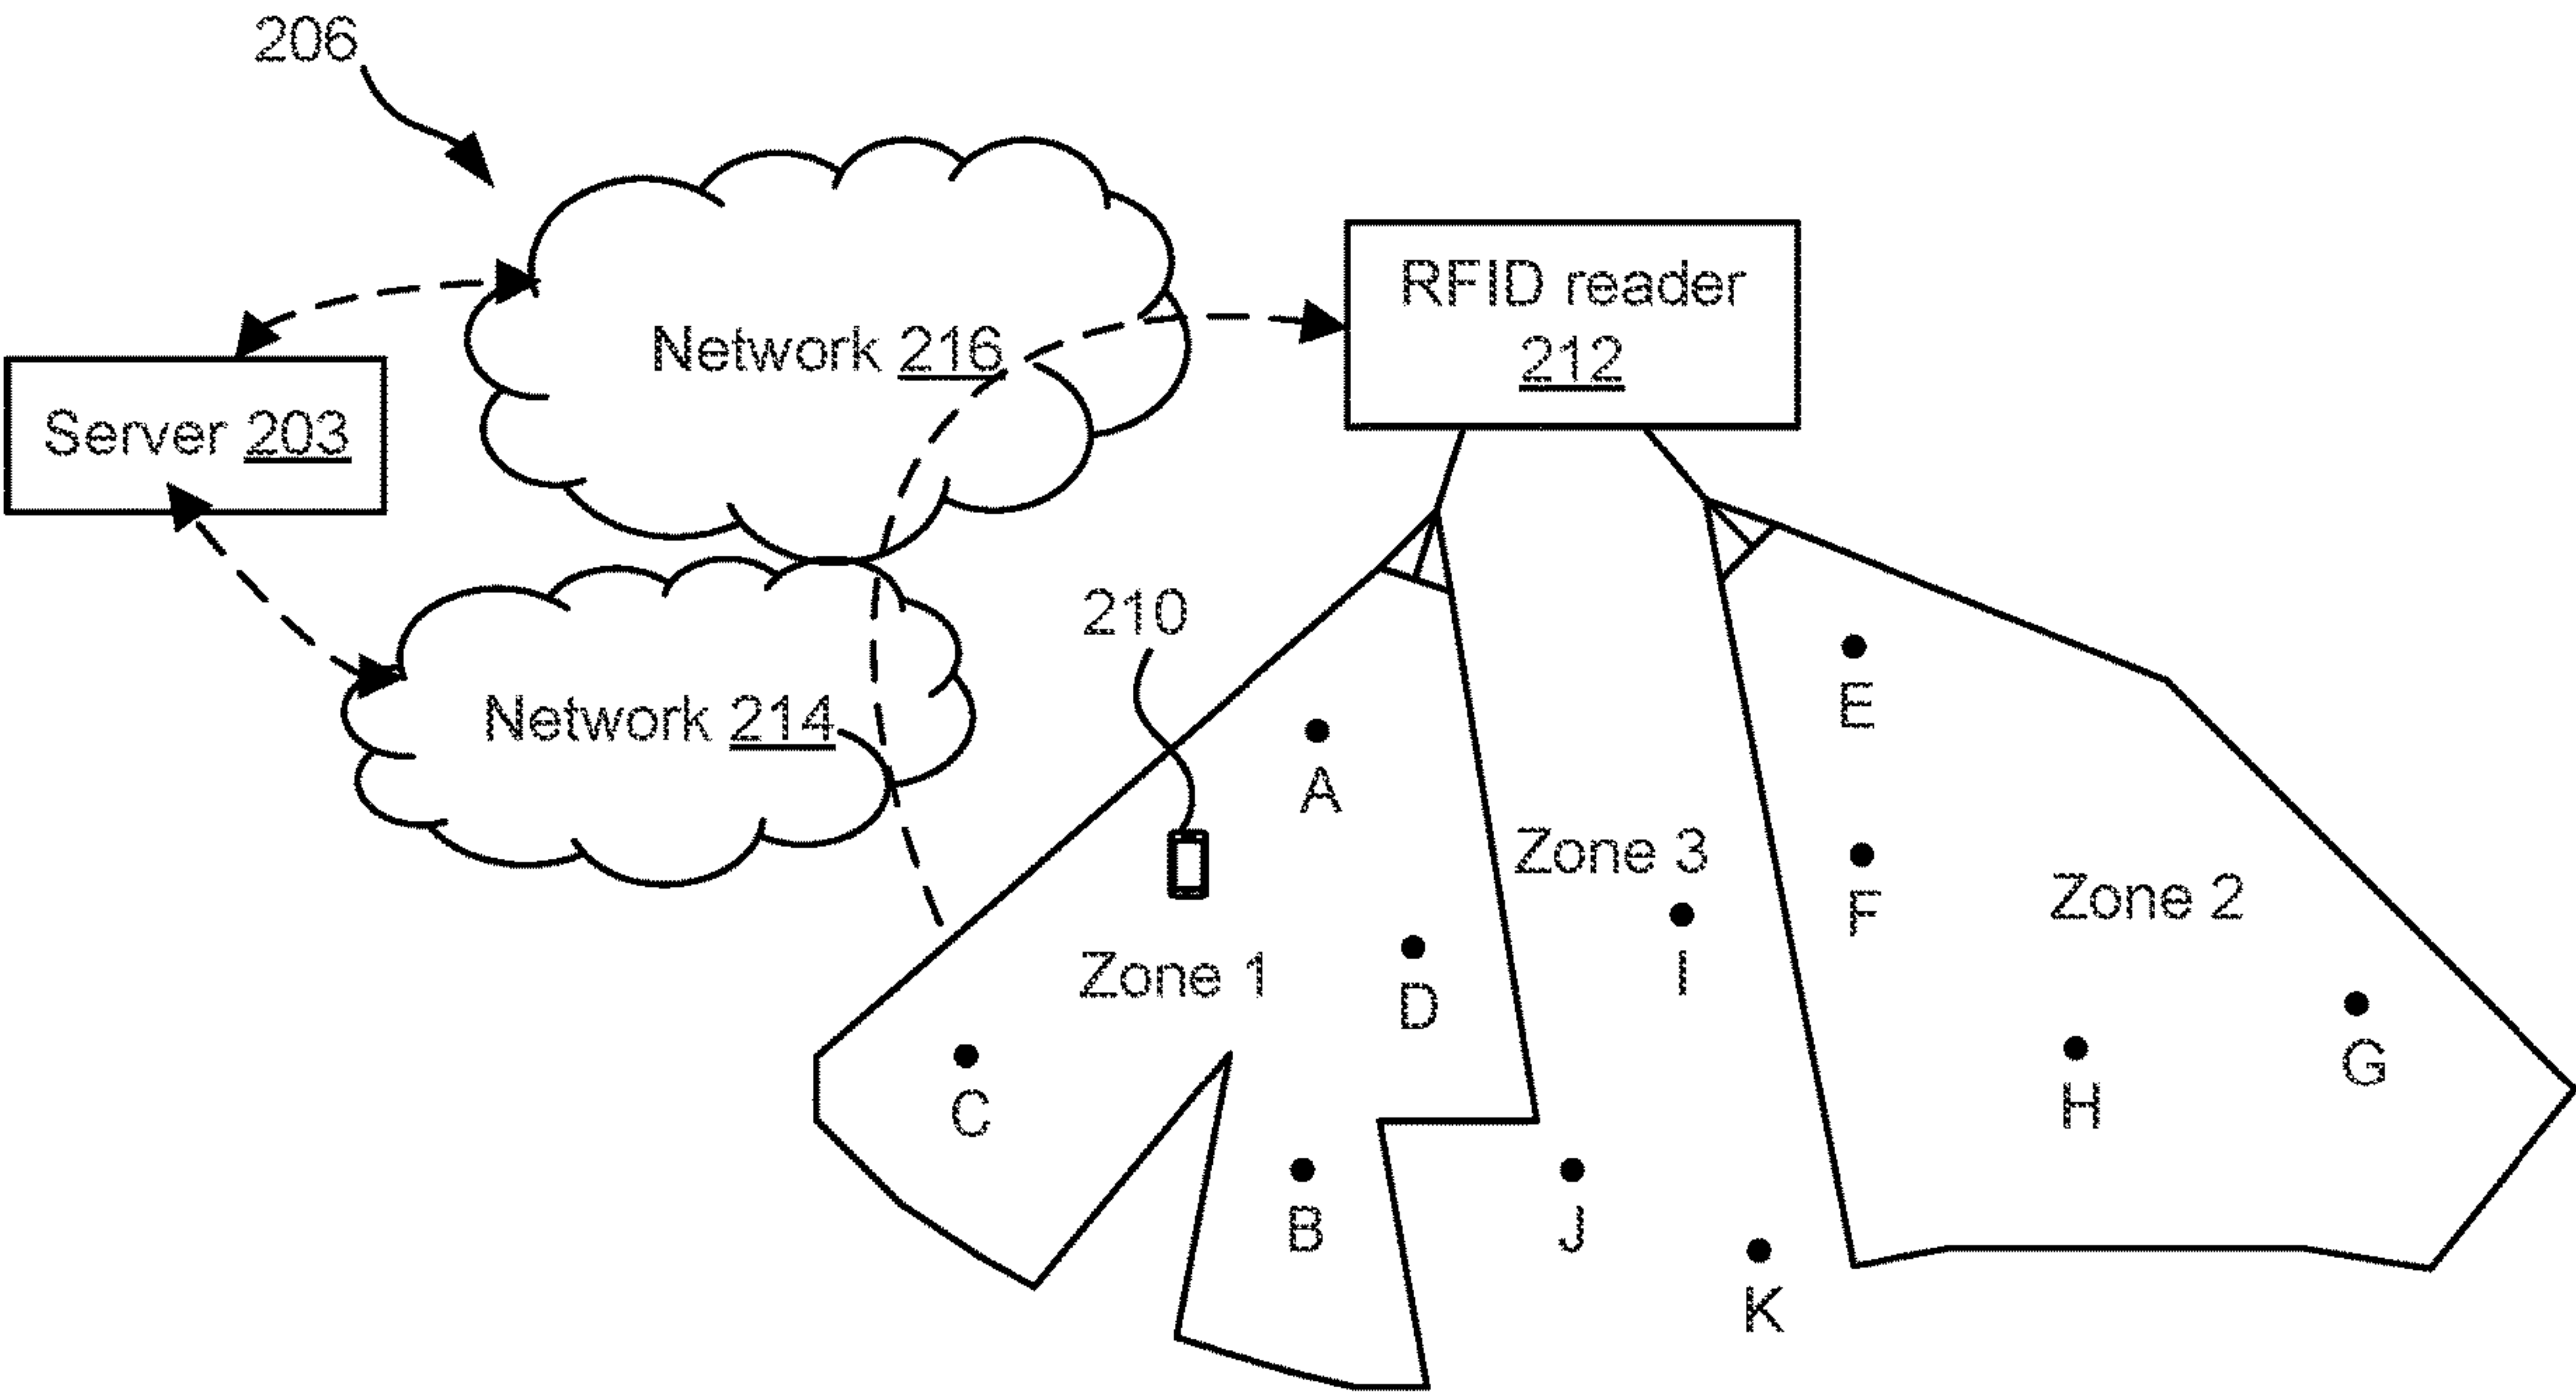 206
RFID reader
212
Network 216
Server 203
210
E
Network 214
A
Zone 3
F
Zone 2
I
Zone 1
D
G
C
H
B
J
K